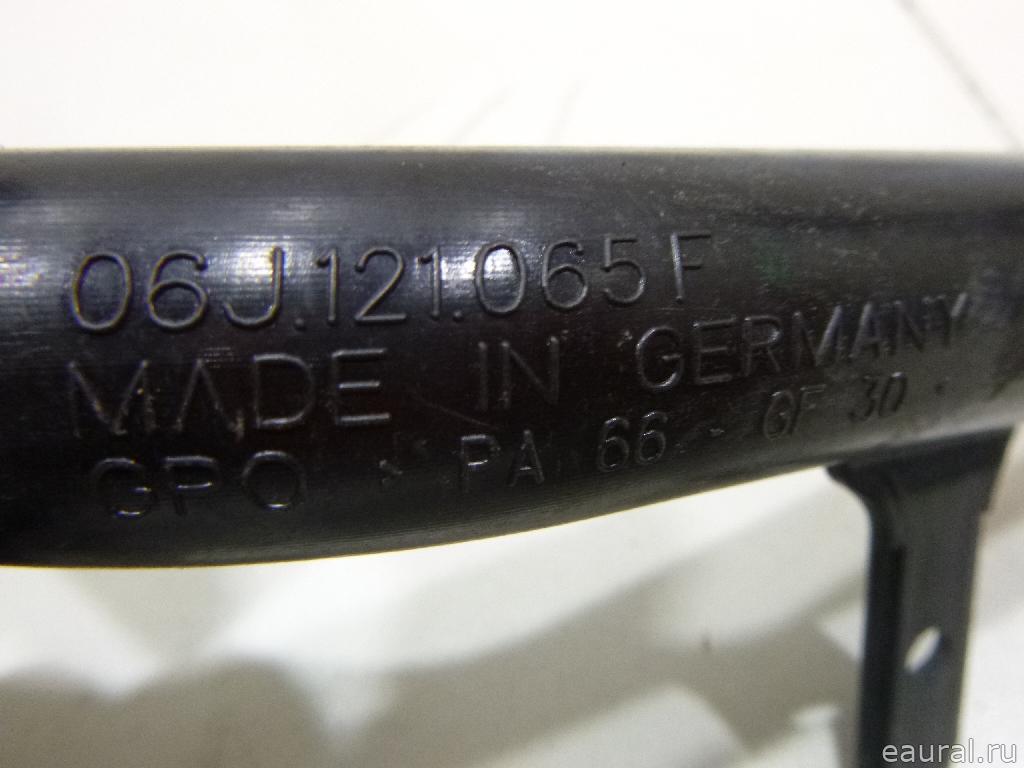 06J.121.065 F
MADE IN GERMANY
GPO > PA 66 - GF 30 <
eaural.ru